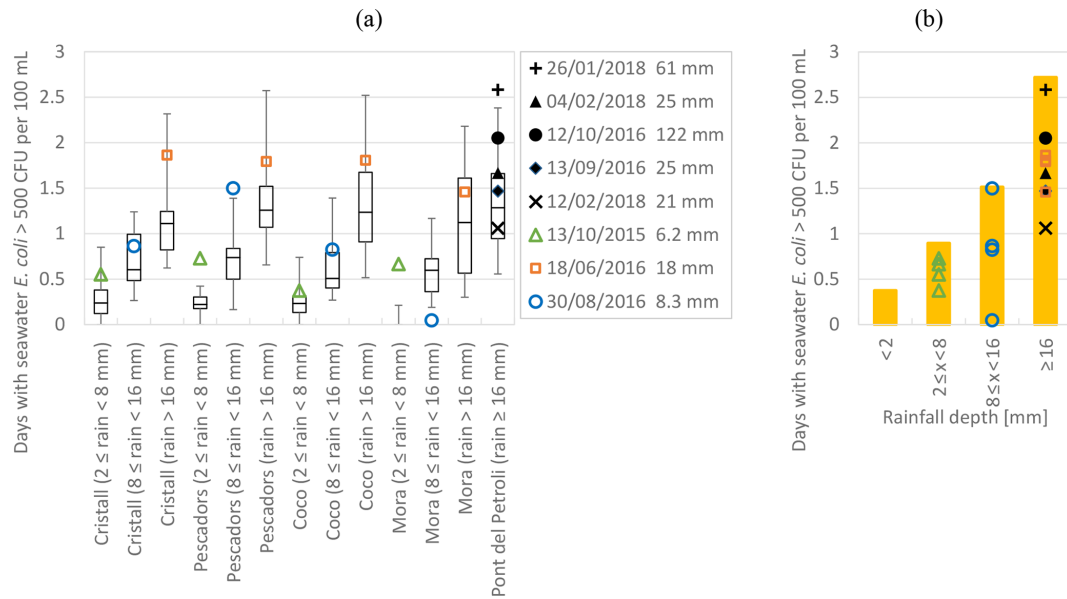 (a)
Days with seawater E. coli > 500 CFU per 100 mL
3
2.5
2
1.5
1
0.5
0
Cristall (2 ≤ rain < 8 mm)
Cristall (8 ≤ rain < 16 mm)
Cristall (rain > 16 mm)
Pescadors (2 ≤ rain < 8 mm)
Pescadors (8 ≤ rain < 16 mm)
Pescadors (rain > 16 mm)
Coco (2 ≤ rain < 8 mm)
Coco (8 ≤ rain < 16 mm)
Coco (rain > 16 mm)
Mora (2 ≤ rain < 8 mm)
Mora (8 ≤ rain < 16 mm)
Mora (rain > 16 mm)
Pont del Petroli (rain ≥ 16 mm)
26/01/2018 61 mm
04/02/2018 25 mm
12/10/2016 122 mm
13/09/2016 25 mm
12/02/2018 21 mm
13/10/2015 6.2 mm
18/06/2016 18 mm
30/08/2016 8.3 mm
(b)
Days with seawater E. coli > 500 CFU per 100 mL
3
2.5
2
1.5
1
0.5
0
<2
2≤x<8
8≤x<16
≥16
Rainfall depth [mm]